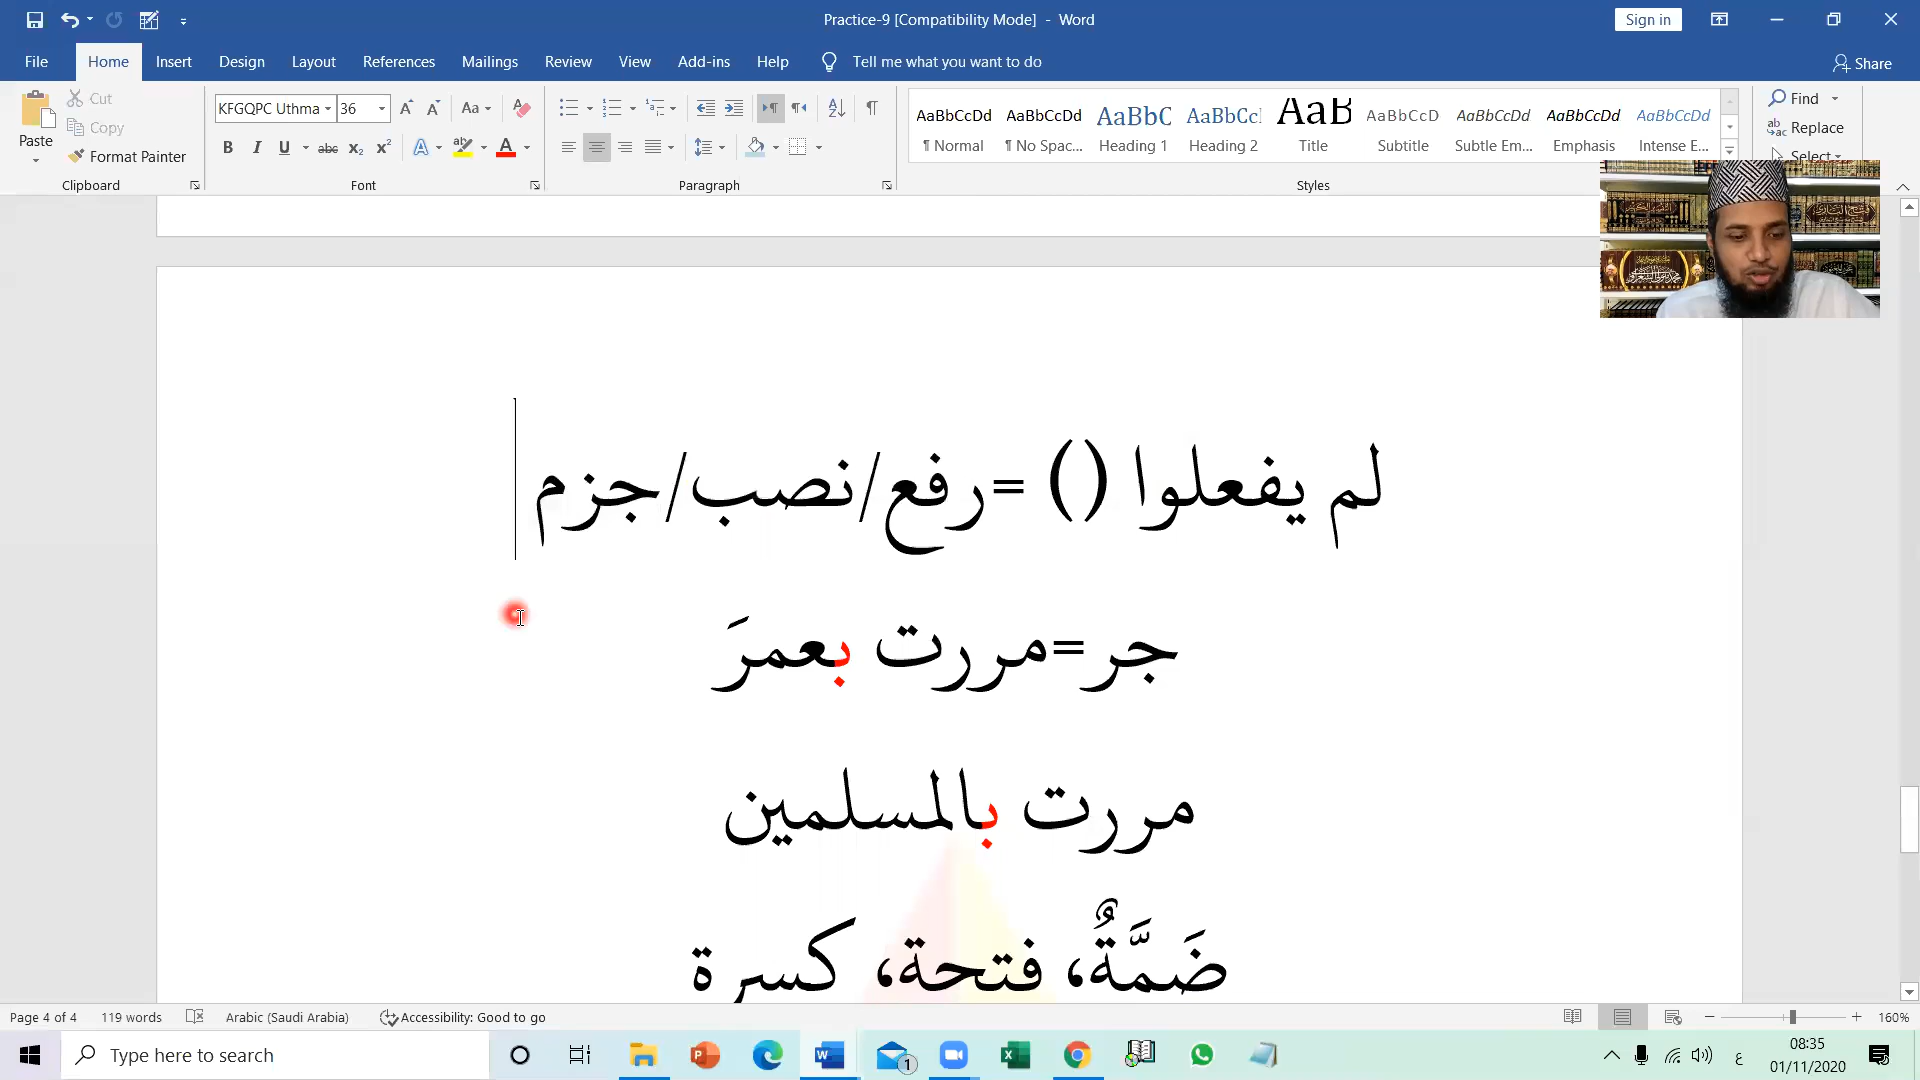 Practice-9 [Compatibility Mode] - Word
Sign in
File Home Insert Design Layout References Mailings Review View Add-ins Help Tell me what you want to do Share
Paste Cut Copy Format Painter
Clipboard
KFGQPC Uthma 36
Font
Paragraph
AaBbCcDd AaBbCcDd AaBbC AaBbCcl AaB AaBbCcD AaBbCcDd AaBbCcDd AaBbCcDd
¶ Normal ¶ No Spac... Heading 1 Heading 2 Title Subtitle Subtle Em... Emphasis Intense E...
Styles
Find
Replace
Select
لم يفعلوا () =رفع/نصب/جزم
جر=مررت بعمرَ
مررت بالمسلمين
ضَمَّةٌ، فتحة، كسرة
Page 4 of 4 119 words Arabic (Saudi Arabia) Accessibility: Good to go 160%
Type here to search
1
ع
08:35
01/11/2020